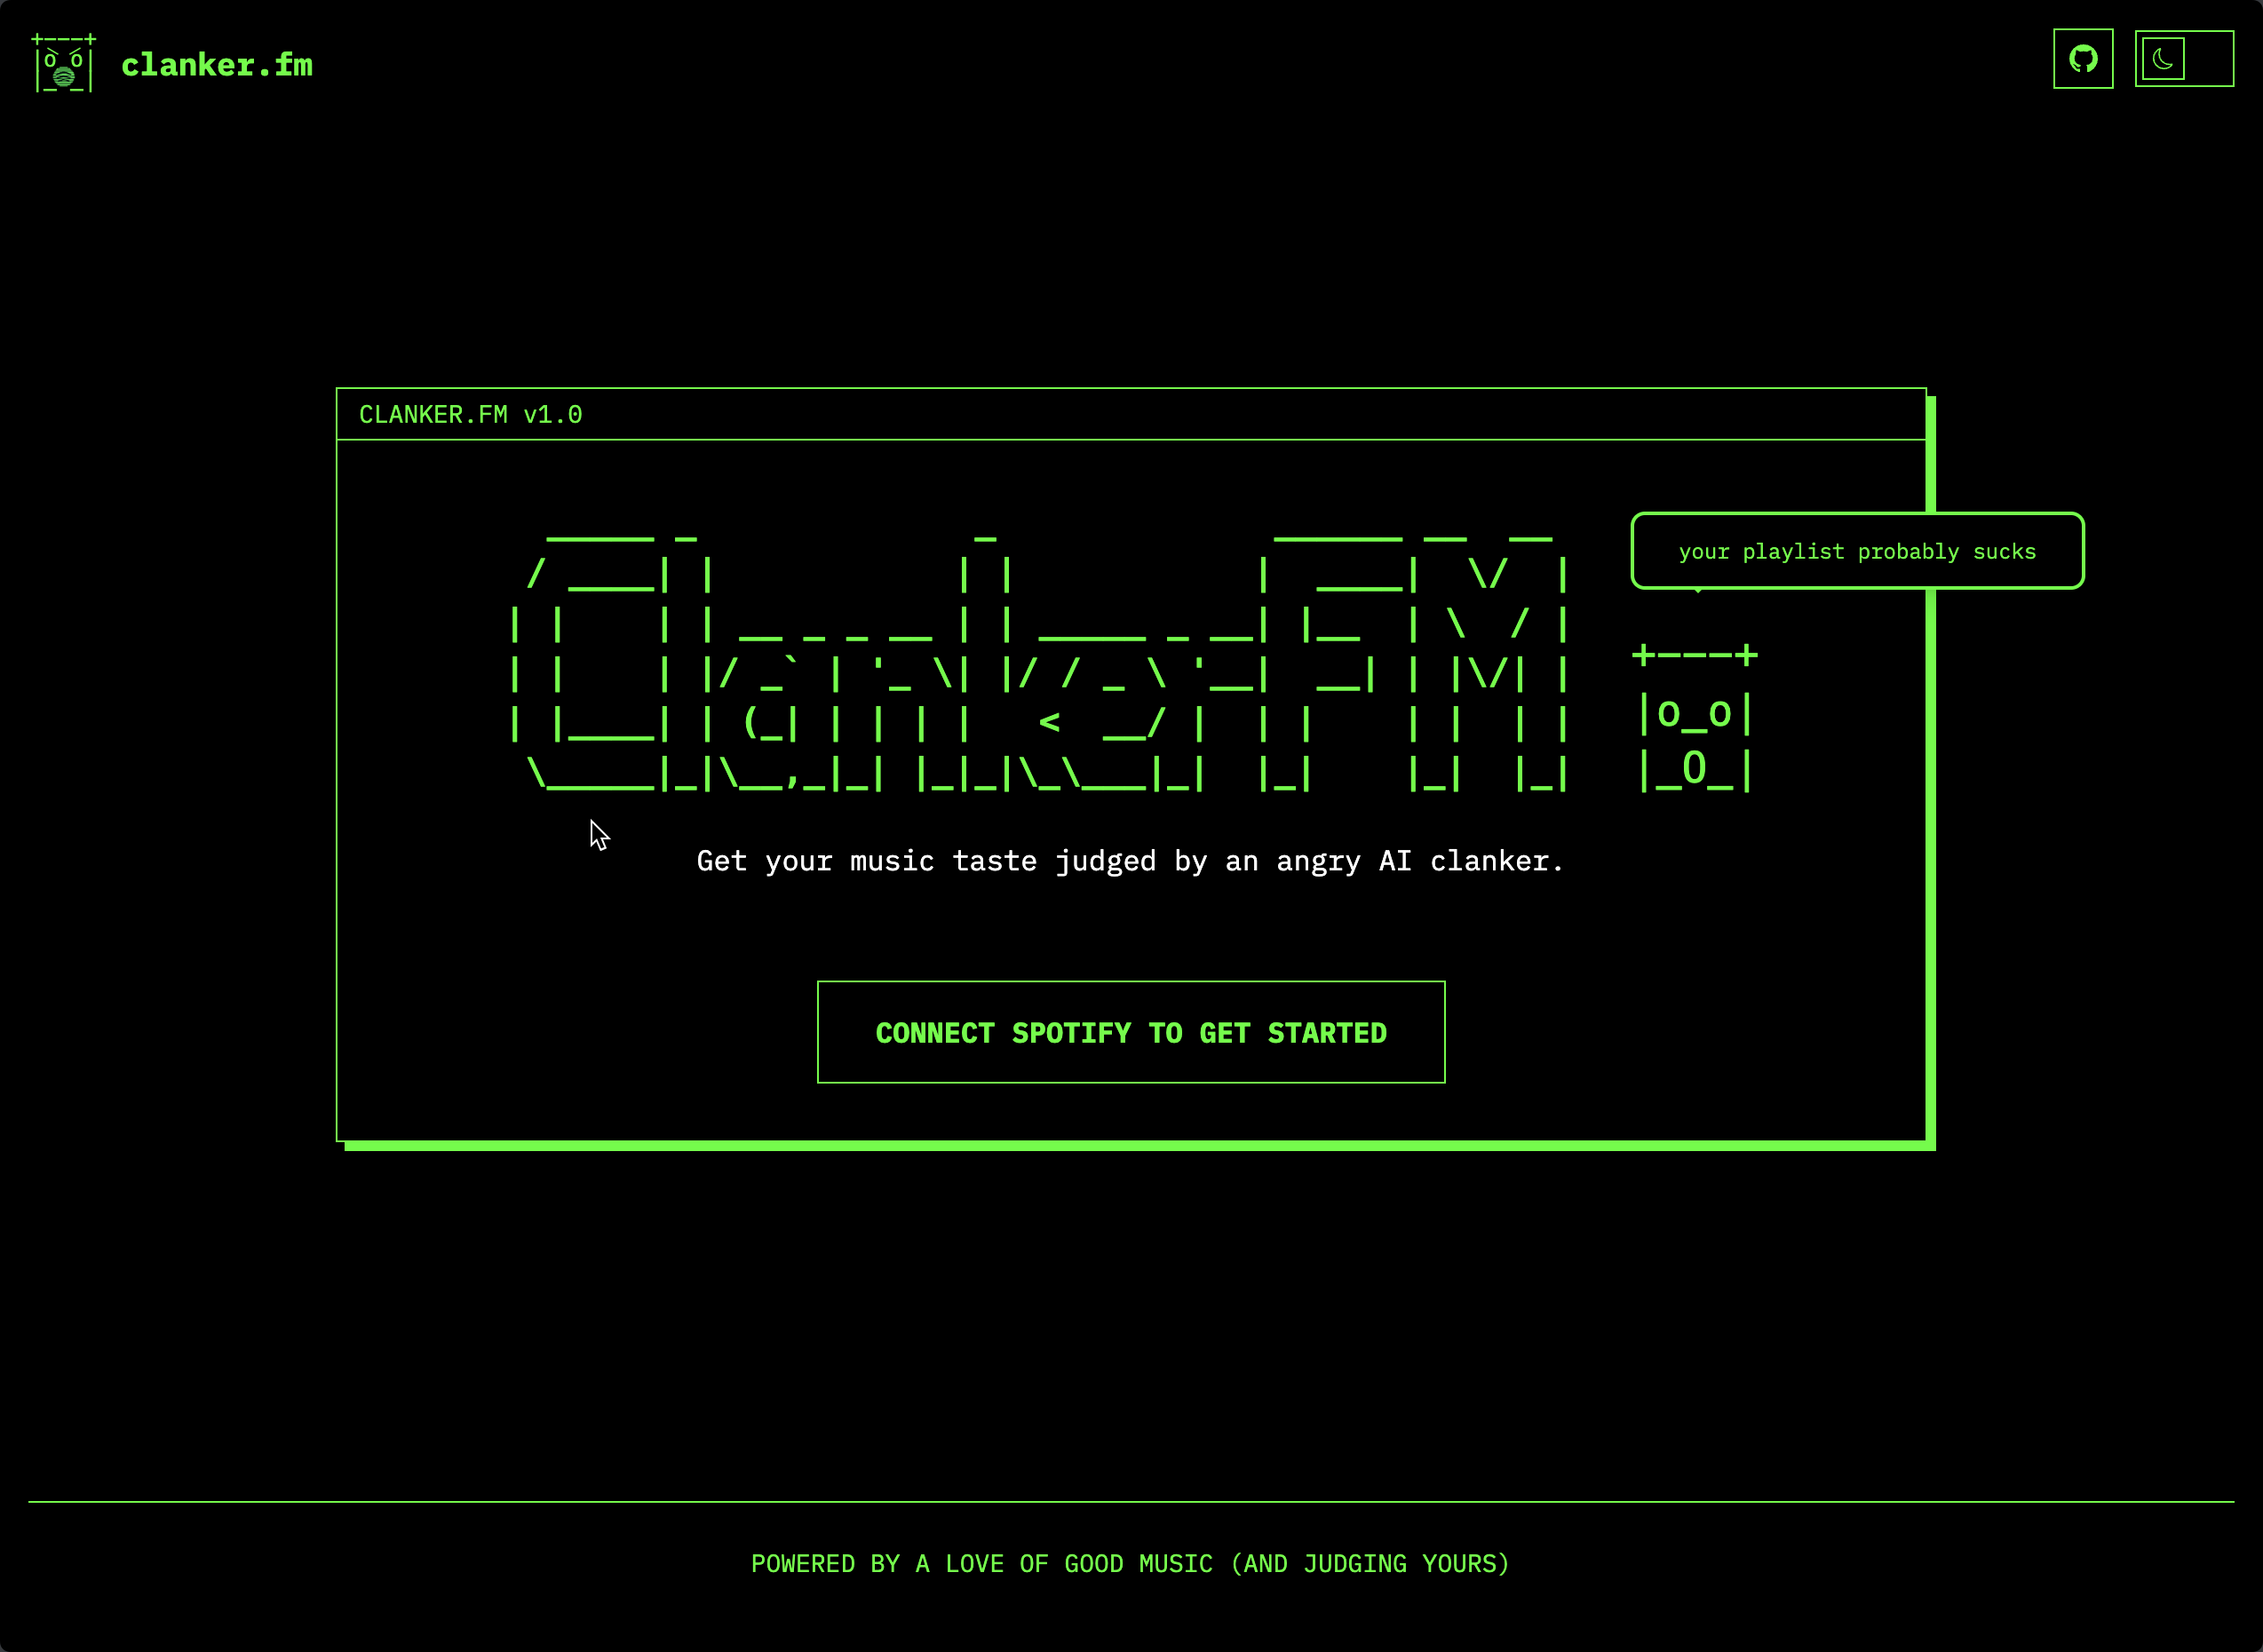 clanker.fm
CLANKER.FM v1.0
ClankerFM
your playlist probably sucks
+---+
|o_o|
|_O_|
Get your music taste judged by an angry AI clanker.
CONNECT SPOTIFY TO GET STARTED
POWERED BY A LOVE OF GOOD MUSIC (AND JUDGING YOURS)